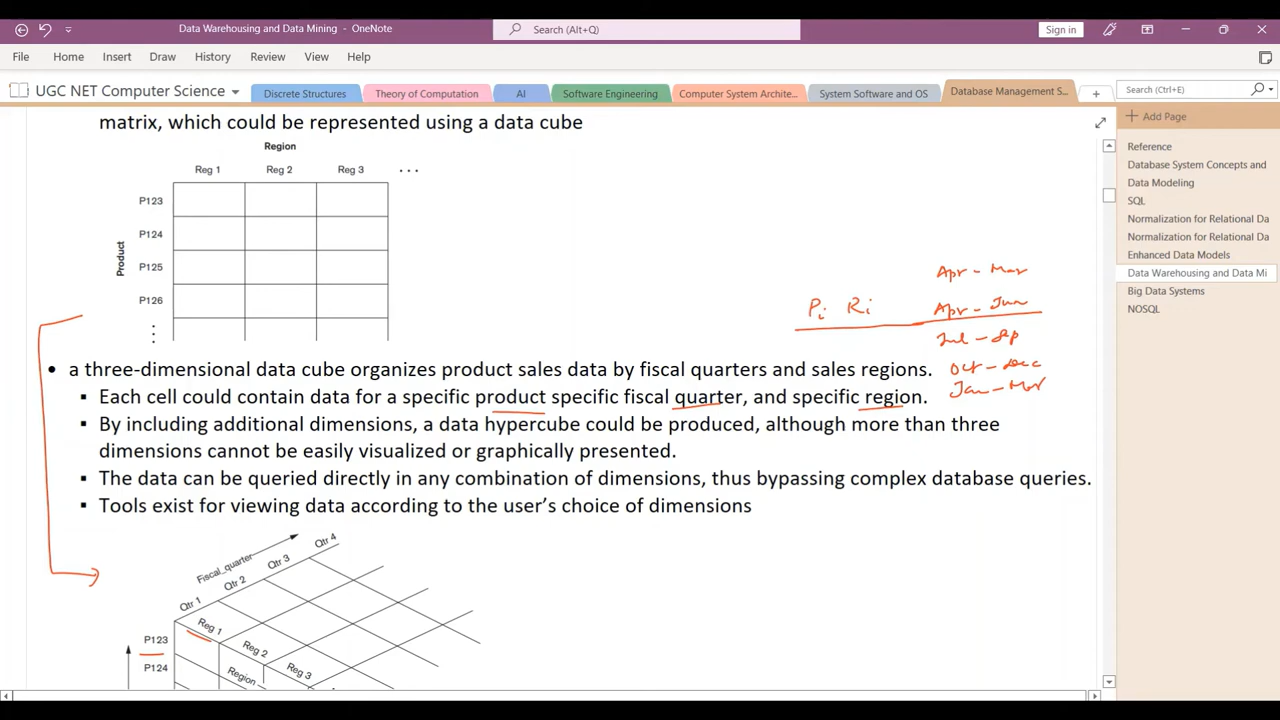 Data Warehousing and Data Mining - OneNote
Search (Alt+Q)
Sign in
File Home Insert Draw History Review View Help
UGC NET Computer Science
Discrete Structures Theory of Computation AI Software Engineering Computer System Archite... System Software and OS Database Management S... +
Search (Ctrl+E)
Add Page
Reference
Database System Concepts and
Data Modeling
SQL
Normalization for Relational Da
Normalization for Relational Da
Enhanced Data Models
Data Warehousing and Data Mi
Big Data Systems
NOSQL
matrix, which could be represented using a data cube
Region
Reg 1 Reg 2 Reg 3 ...
Product
P123
P124
P125
P126
Apr - Mar
Pi Ri Apr - Jun
Jul - Sep
Oct - Dec
Jan - Mar
• a three-dimensional data cube organizes product sales data by fiscal quarters and sales regions.
▪ Each cell could contain data for a specific product specific fiscal quarter, and specific region.
▪ By including additional dimensions, a data hypercube could be produced, although more than three
dimensions cannot be easily visualized or graphically presented.
▪ The data can be queried directly in any combination of dimensions, thus bypassing complex database queries.
▪ Tools exist for viewing data according to the user's choice of dimensions
Fiscal_quarter
Qtr 1 Qtr 2 Qtr 3 Qtr 4
Reg 1
Reg 2
Reg 3
Region
P123
P124